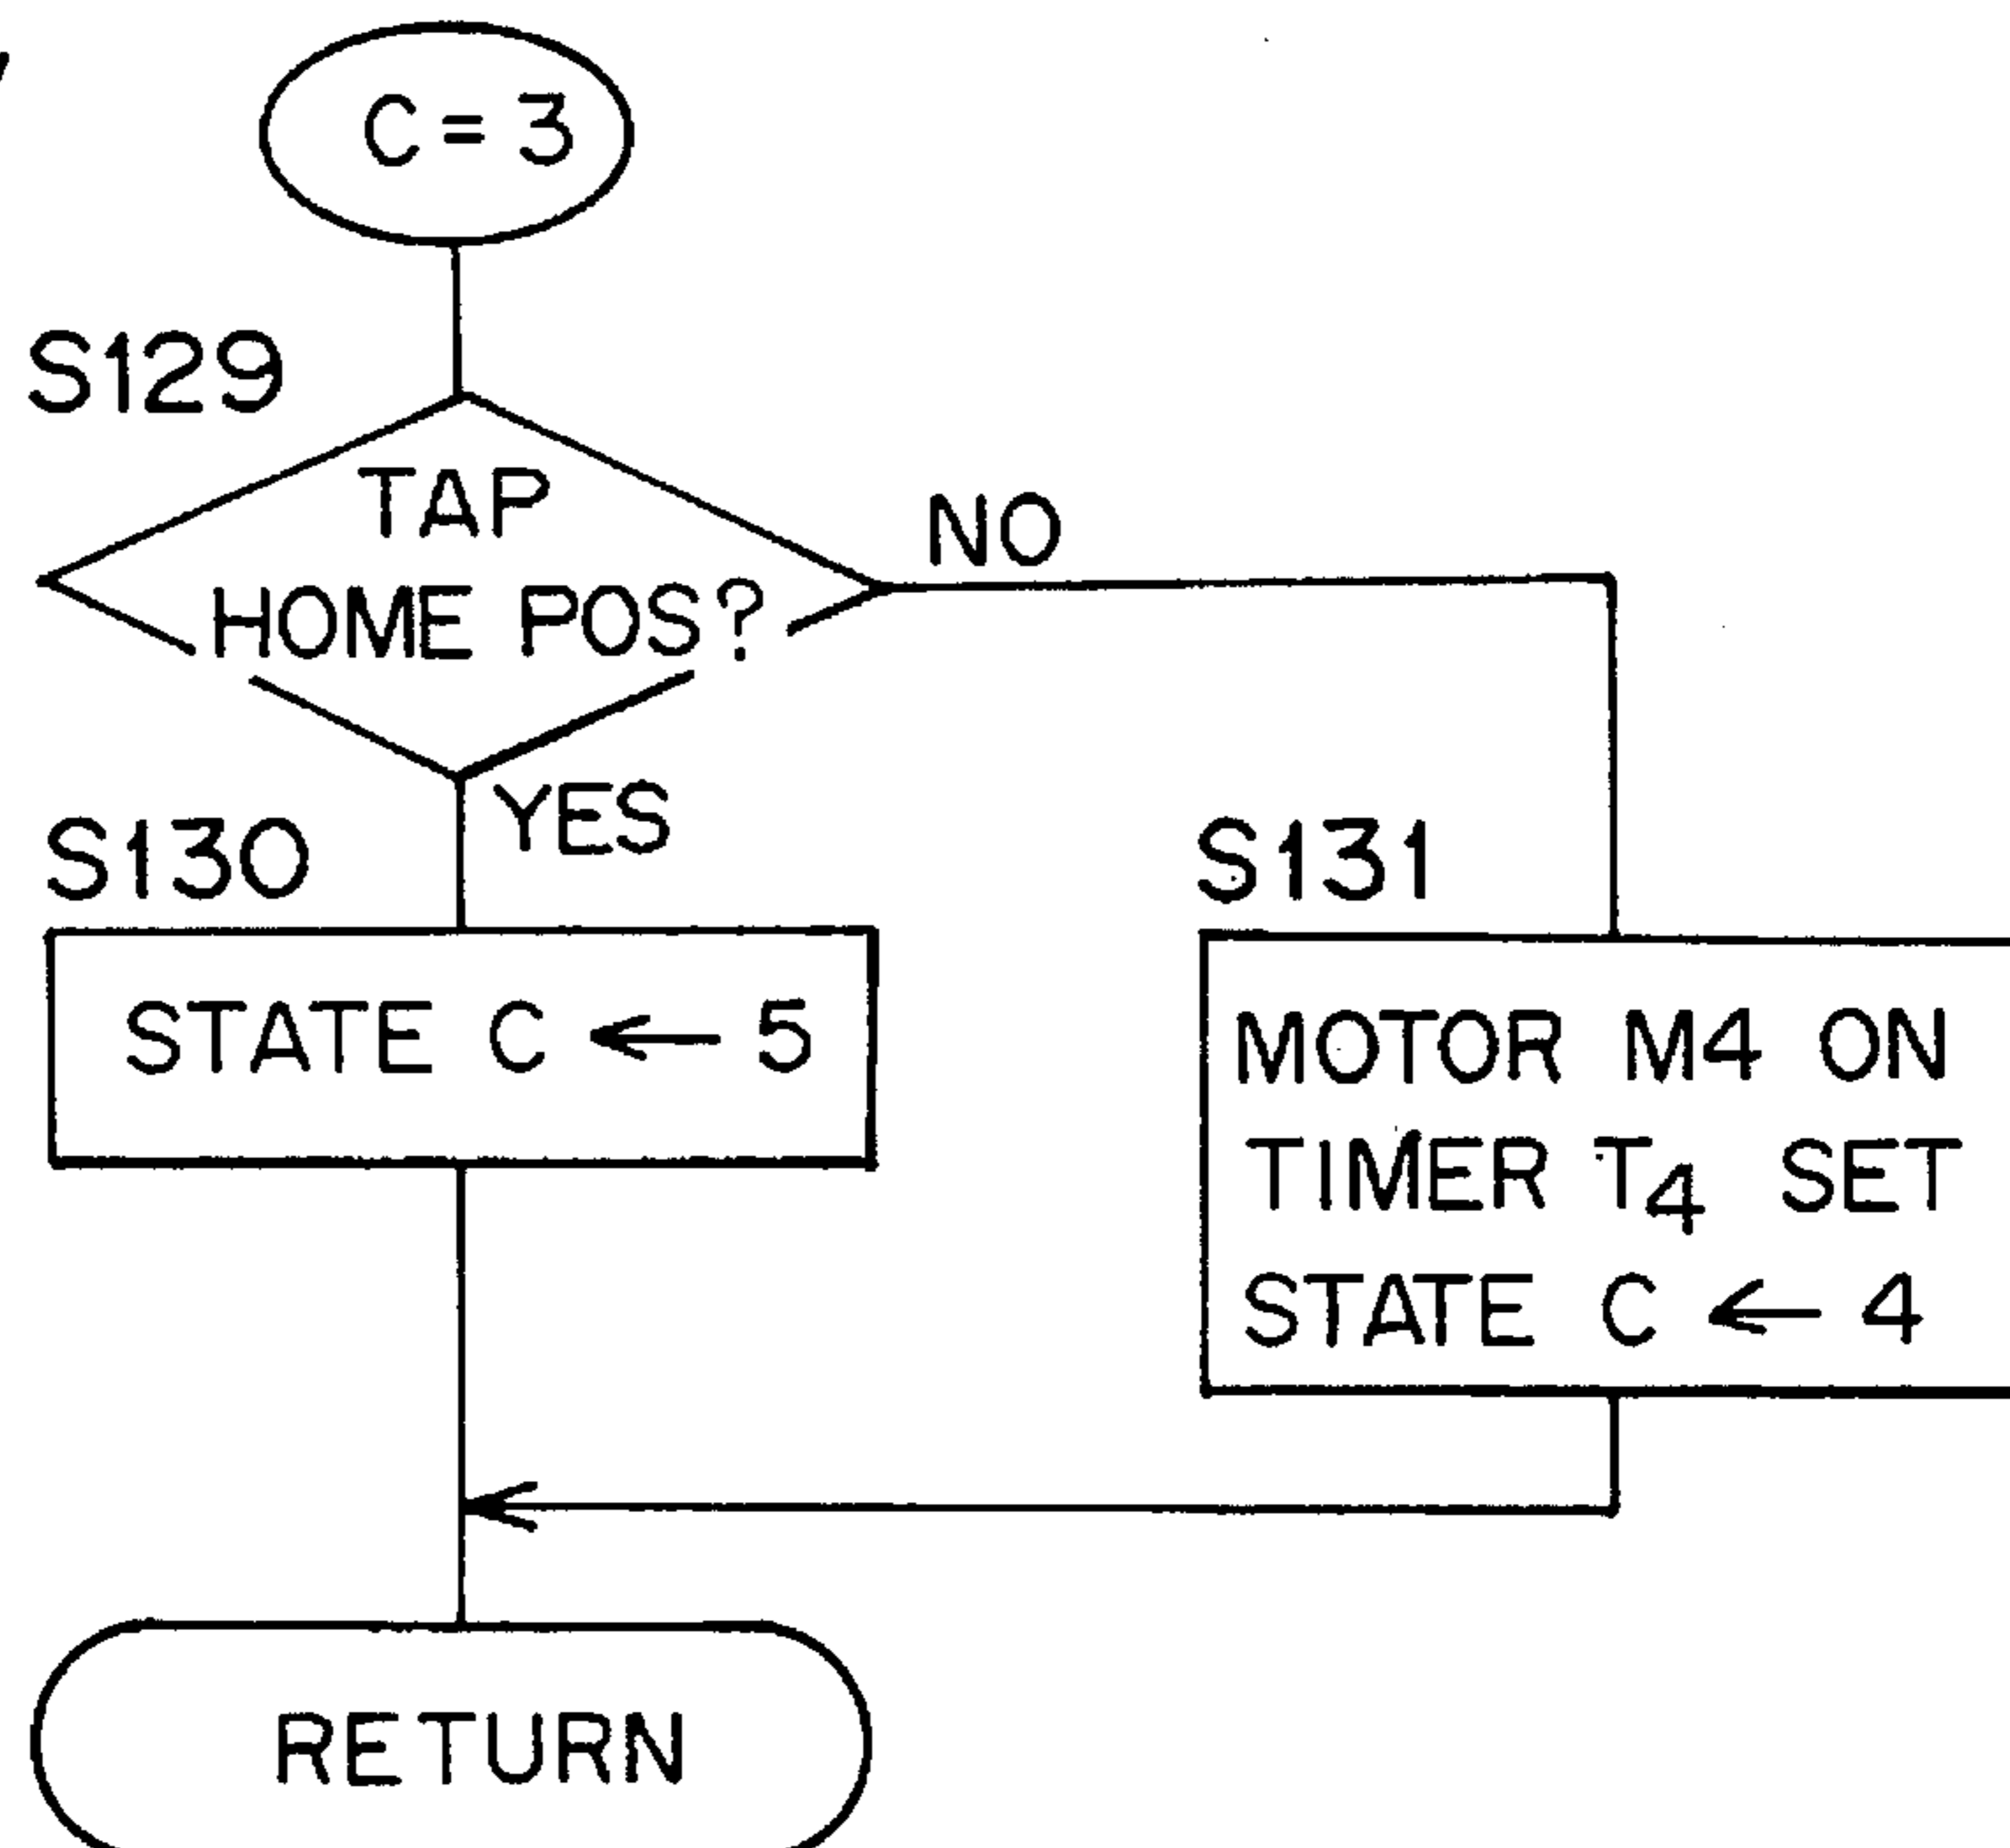 C = 3
S129
TAP
HOME POS?
NO
YES
S130
S131
STATE C ← 5
MOTOR M4 ON
TIMER T4 SET
STATE C ← 4
RETURN